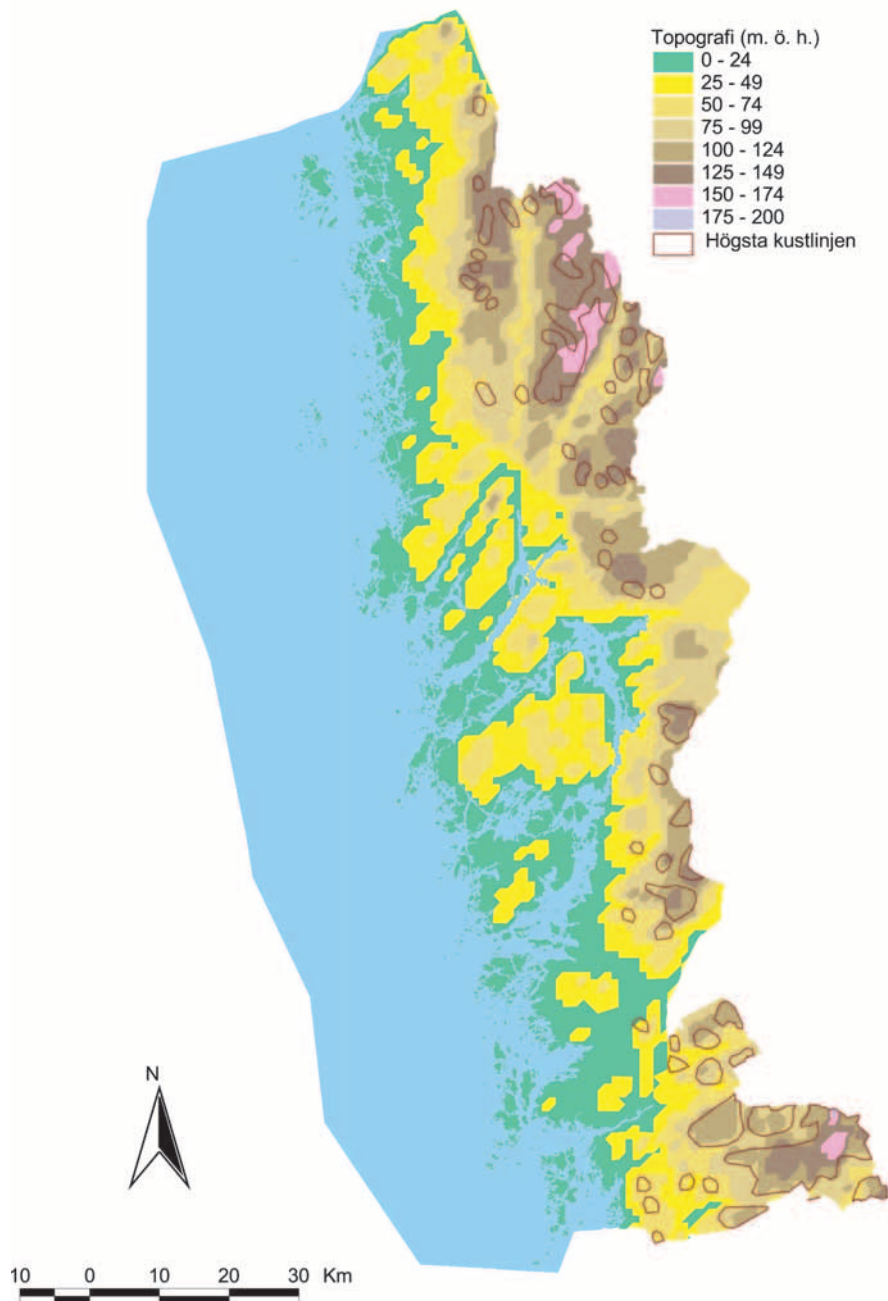 Topografi (m. ö. h.)
0 - 24
25 - 49
50 - 74
75 - 99
100 - 124
125 - 149
150 - 174
175 - 200
Högsta kustlinjen
N
10 0 10 20 30 Km